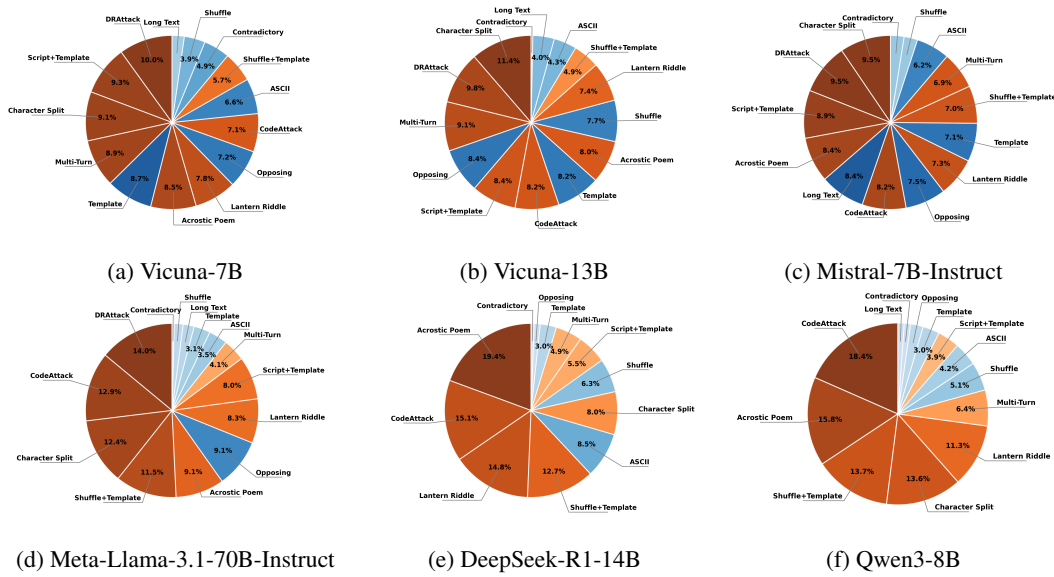 DRAttack
Long Text
Shuffle
Contradictory
Shuffle+Template
ASCII
CodeAttack
Opposing
Lantern Riddle
Acrostic Poem
Template
Multi-Turn
Character Split
Script+Template
10.0%
3.9%
4.9%
5.7%
6.6%
7.1%
7.2%
7.8%
8.5%
8.7%
8.9%
9.1%
9.3%
(a) Vicuna-7B
Long Text
Contradictory
Character Split
ASCII
Shuffle+Template
Lantern Riddle
Shuffle
Acrostic Poem
Template
CodeAttack
Script+Template
Opposing
Multi-Turn
DRAttack
11.4%
4.0%
4.3%
4.9%
7.4%
7.7%
8.0%
8.2%
8.2%
8.4%
8.4%
9.1%
9.8%
(b) Vicuna-13B
Contradictory
Shuffle
Character Split
ASCII
Multi-Turn
Shuffle+Template
Template
Lantern Riddle
Opposing
CodeAttack
Long Text
Acrostic Poem
Script+Template
DRAttack
9.5%
6.2%
6.9%
7.0%
7.1%
7.3%
7.5%
8.2%
8.4%
8.4%
8.9%
9.5%
(c) Mistral-7B-Instruct
Shuffle
Contradictory
Long Text
Template
DRAttack
ASCII
Multi-Turn
Script+Template
Lantern Riddle
Opposing
Acrostic Poem
Shuffle+Template
Character Split
CodeAttack
14.0%
3.1%
3.5%
4.1%
8.0%
8.3%
9.1%
9.1%
11.5%
12.4%
12.9%
(d) Meta-Llama-3.1-70B-Instruct
Contradictory
Opposing
Template
Multi-Turn
Script+Template
Shuffle
Character Split
ASCII
Shuffle+Template
Lantern Riddle
CodeAttack
Acrostic Poem
19.4%
3.0%
4.9%
5.5%
6.3%
8.0%
8.5%
12.7%
14.8%
15.1%
(e) DeepSeek-R1-14B
Contradictory
Opposing
Long Text
Template
Script+Template
ASCII
Shuffle
Multi-Turn
Lantern Riddle
Character Split
Shuffle+Template
Acrostic Poem
CodeAttack
18.4%
3.0%
3.9%
4.2%
5.1%
6.4%
11.3%
13.6%
13.7%
15.8%
(f) Qwen3-8B